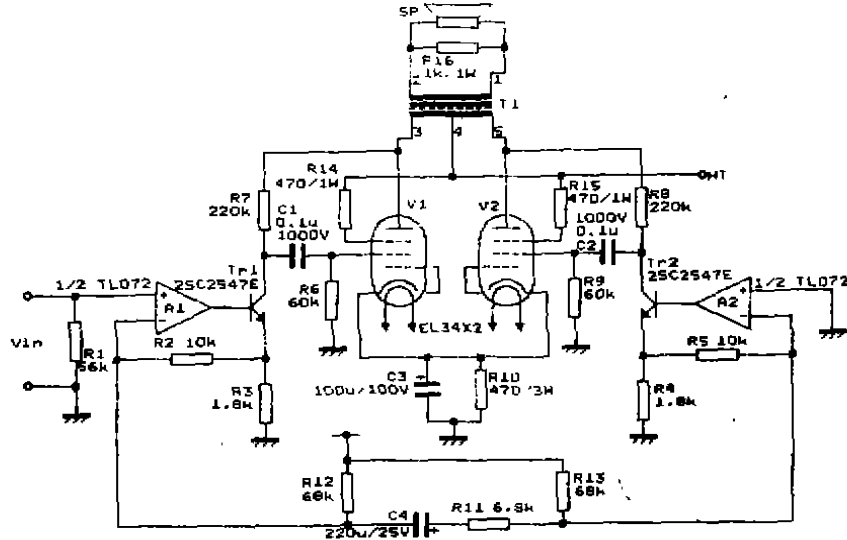 SP
R16
1k.1W
2
1
T1
3
4
5
R14
470/1W
HT
R15
470/1W
R8
220k
R7
220k
C1
0.1u
1000V
V1
V2
1000V
0.1u
C2
Tr1
2SC2547E
Tr2
2SC2547E
1/2 TL072
1/2 TL072
A1
A2
R6
60k
R9
60k
EL34X2
Vin
R1
56k
R2 10k
R5 10k
R3
1.8k
C3
100u/100V
R10
470/3W
R4
1.8k
R12
68k
R13
68k
C4
220u/25V
R11 6.8k